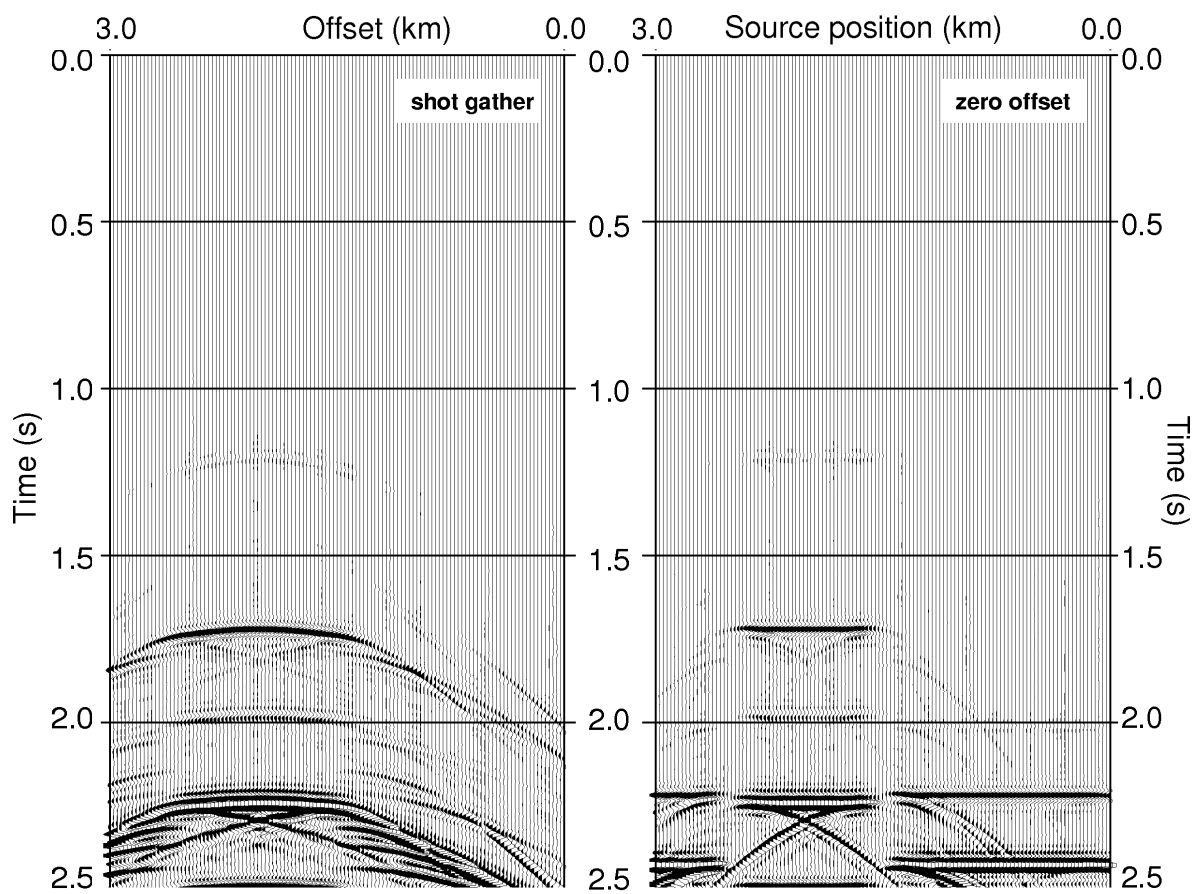 3.0 Offset (km) 0.0 3.0 Source position (km) 0.0
0.0 0.0 0.0
shot gather zero offset
0.5 0.5 0.5
1.0 1.0 1.0
Time (s) Time (s)
1.5 1.5 1.5
2.0 2.0 2.0
2.5 2.5 2.5